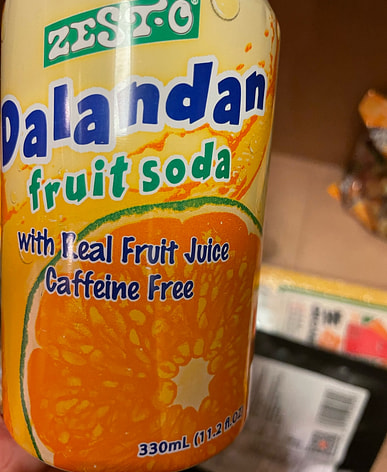 ZEST-O
Dalandan
fruit soda
with Real Fruit Juice
Caffeine Free
330mL (11.2 fl.oz